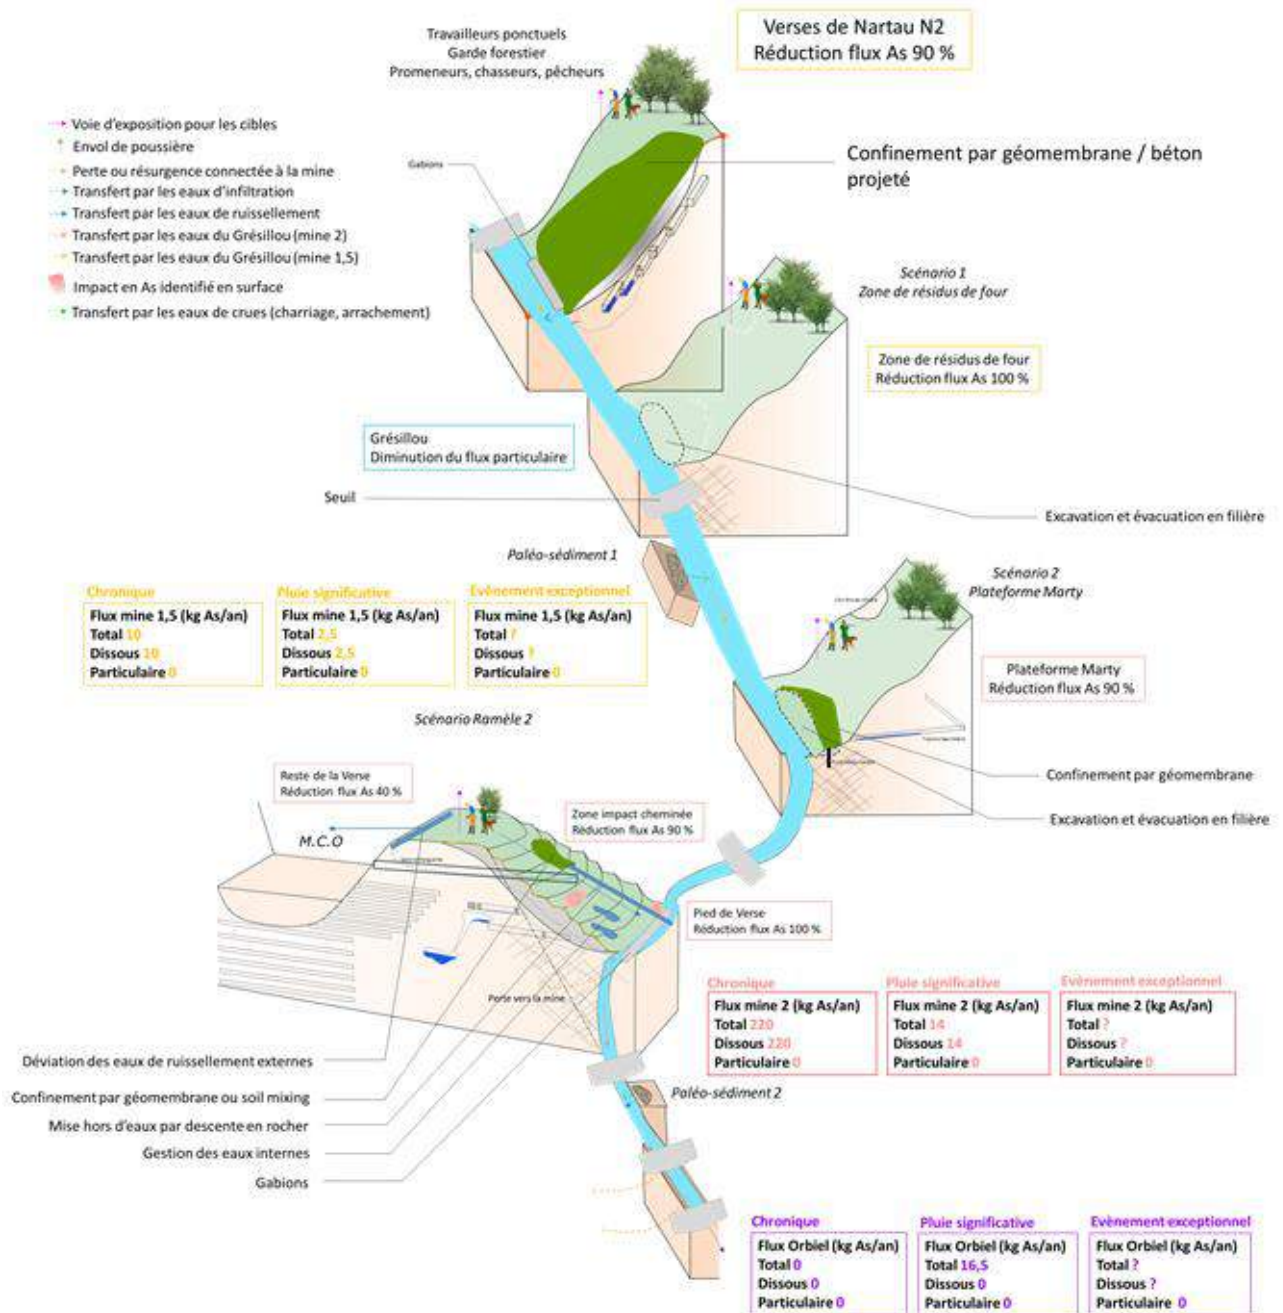 Travailleurs ponctuels
Garde forestier
Promeneurs, chasseurs, pêcheurs
Verses de Nartau N2
Réduction flux As 90 %
Voie d'exposition pour les cibles
Envol de poussière
Perte ou résurgence connectée à la mine
Transfert par les eaux d'infiltration
Transfert par les eaux de ruissellement
Transfert par les eaux du Grésillou (mine 2)
Transfert par les eaux du Grésillou (mine 1,5)
Impact en As identifié en surface
Transfert par les eaux de crues (charriage, arrachement)
Gabions
Confinement par géomembrane / béton
projeté
Scénario 1
Zone de résidus de four
Zone de résidus de four
Réduction flux As 100 %
Grésillou
Diminution du flux particulaire
Seuil
Excavation et évacuation en filière
Paléo-sédiment 1
Scénario 2
Plateforme Marty
Chronique
Flux mine 1,5 (kg As/an)
Total 10
Dissous 10
Particulaire 0
Pluie significative
Flux mine 1,5 (kg As/an)
Total 2,5
Dissous 2,5
Particulaire 0
Evènement exceptionnel
Flux mine 1,5 (kg As/an)
Total ?
Dissous ?
Particulaire 0
Plateforme Marty
Réduction flux As 90 %
Scénario Ramèle 2
Confinement par géomembrane
Excavation et évacuation en filière
Reste de la Verse
Réduction flux As 40 %
Zone impact cheminée
Réduction flux As 90 %
M.C.O
Pied de Verse
Réduction flux As 100 %
Perte vers la mine
Chronique
Flux mine 2 (kg As/an)
Total 220
Dissous 220
Particulaire 0
Pluie significative
Flux mine 2 (kg As/an)
Total 14
Dissous 14
Particulaire 0
Evènement exceptionnel
Flux mine 2 (kg As/an)
Total ?
Dissous ?
Particulaire 0
Déviation des eaux de ruissellement externes
Confinement par géomembrane ou soil mixing
Mise hors d'eaux par descente en rocher
Gestion des eaux internes
Gabions
Paléo-sédiment 2
Chronique
Flux Orbiel (kg As/an)
Total 0
Dissous 0
Particulaire 0
Pluie significative
Flux Orbiel (kg As/an)
Total 16,5
Dissous 0
Particulaire 0
Evènement exceptionnel
Flux Orbiel (kg As/an)
Total ?
Dissous ?
Particulaire 0